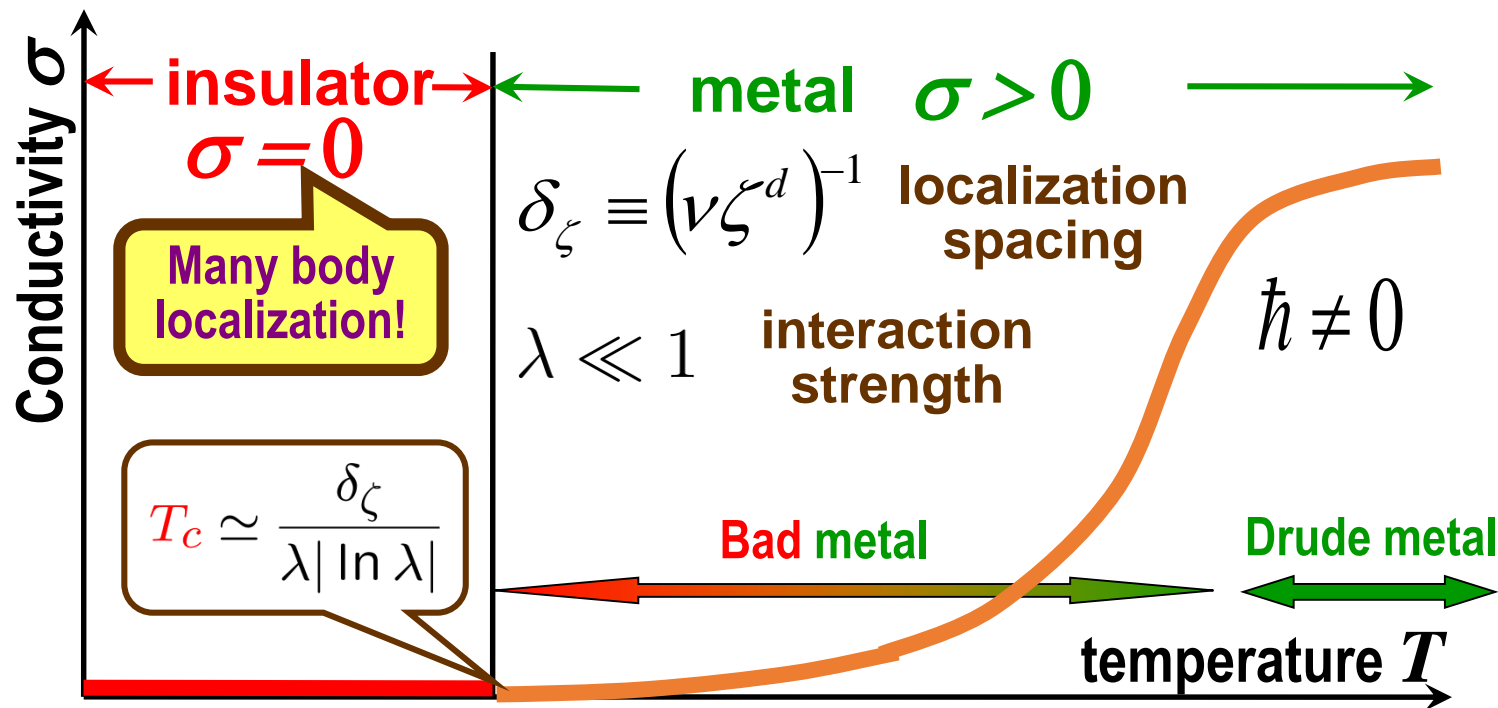 Conductivity σ
insulator
σ = 0
metal σ > 0
Many body
localization!
δ_ζ ≡ (νζ^d)^{-1}
localization
spacing
λ ≪ 1
interaction
strength
ħ ≠ 0
T_c ≃ δ_ζ / λ| ln λ|
Bad metal
Drude metal
temperature T